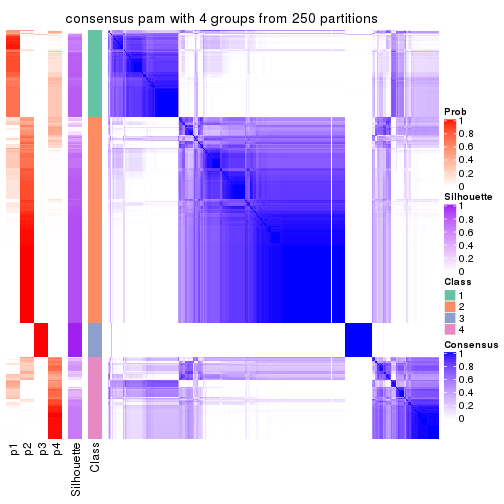 consensus pam with 4 groups from 250 partitions
Prob
1
0.8
0.6
0.4
0.2
0
Silhouette
1
0.8
0.6
0.4
0.2
0
Class
1
2
3
4
Consensus
1
0.8
0.6
0.4
0.2
0
p1
p2
p3
p4
Silhouette
Class